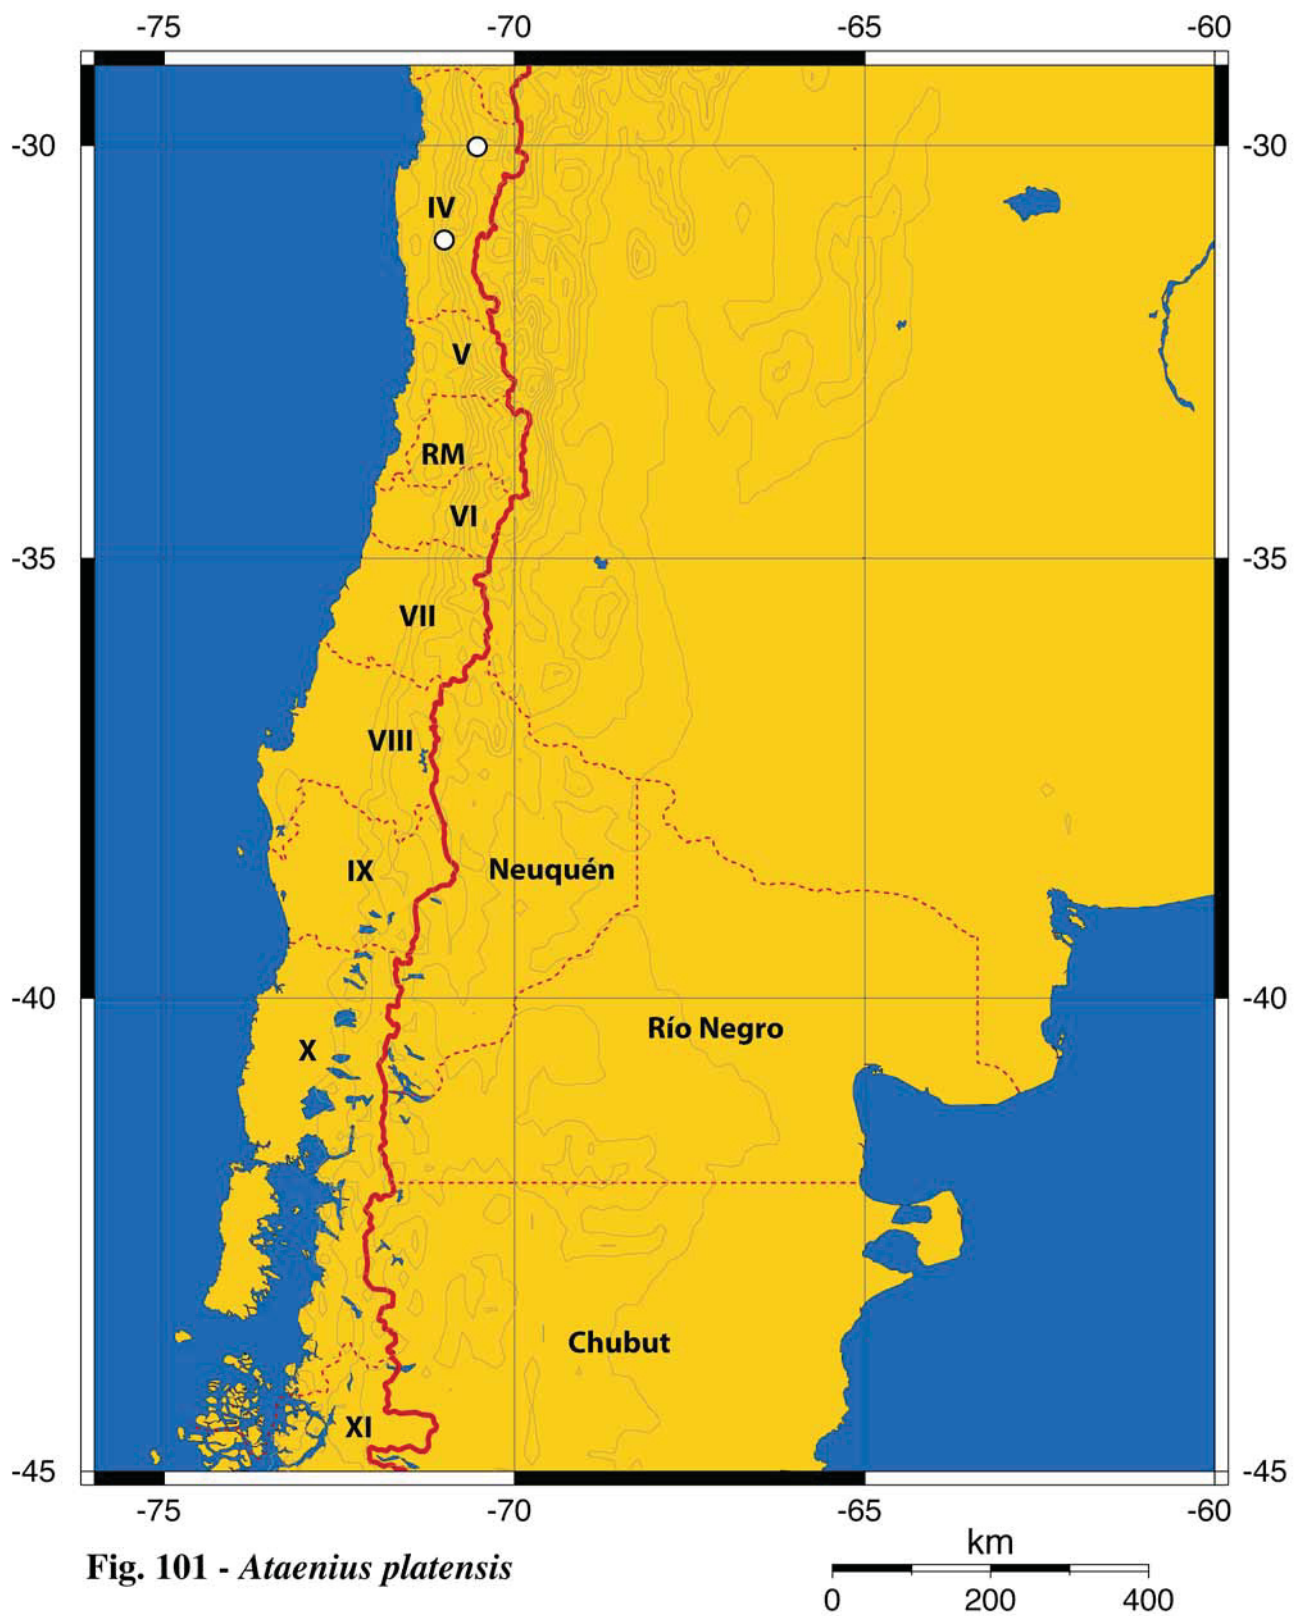 -75 -70 -65 -60
-30 -30
IV
V
RM
VI
-35 -35
VII
VIII
IX Neuquén
-40 -40
Río Negro
X
Chubut
XI
-45 -45
-75 -70 -65 -60
km
Fig. 101 - Ataenius platensis
0 200 400